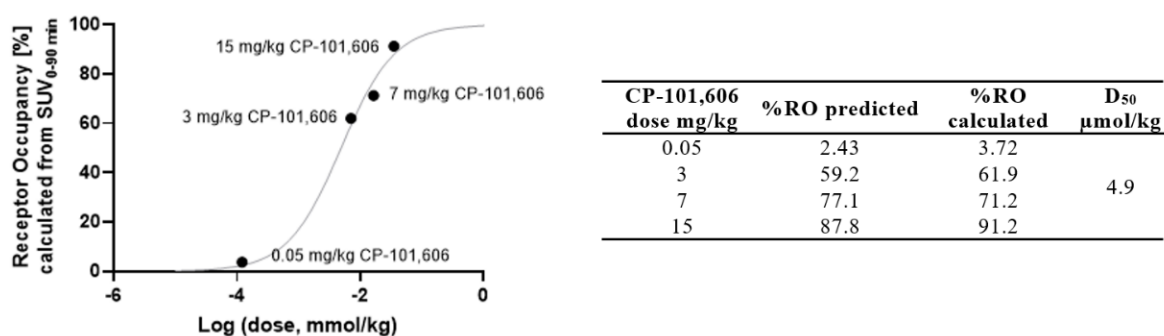 Receptor Occupancy [%]
calculated from SUV0-90 min
100
80
60
40
20
0
15 mg/kg CP-101,606
7 mg/kg CP-101,606
3 mg/kg CP-101,606
0.05 mg/kg CP-101,606
-6 -4 -2 0
Log (dose, mmol/kg)
CP-101,606 dose mg/kg %RO predicted %RO calculated D50 µmol/kg
0.05 2.43 3.72
3 59.2 61.9
4.9
7 77.1 71.2
15 87.8 91.2